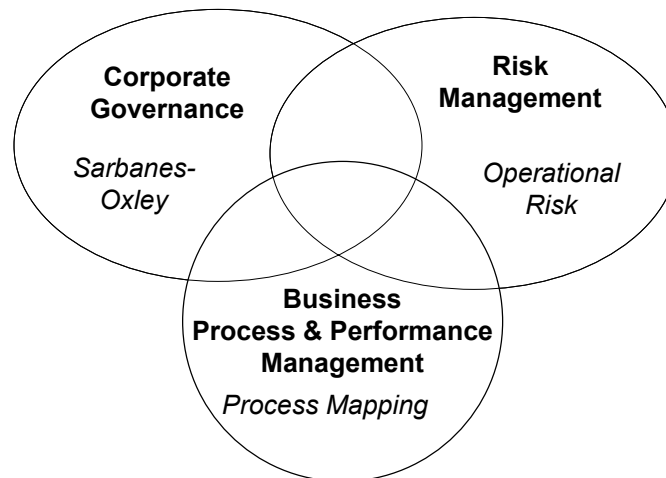 Corporate
Governance
Sarbanes-
Oxley
Risk
Management
Operational
Risk
Business
Process & Performance
Management
Process Mapping